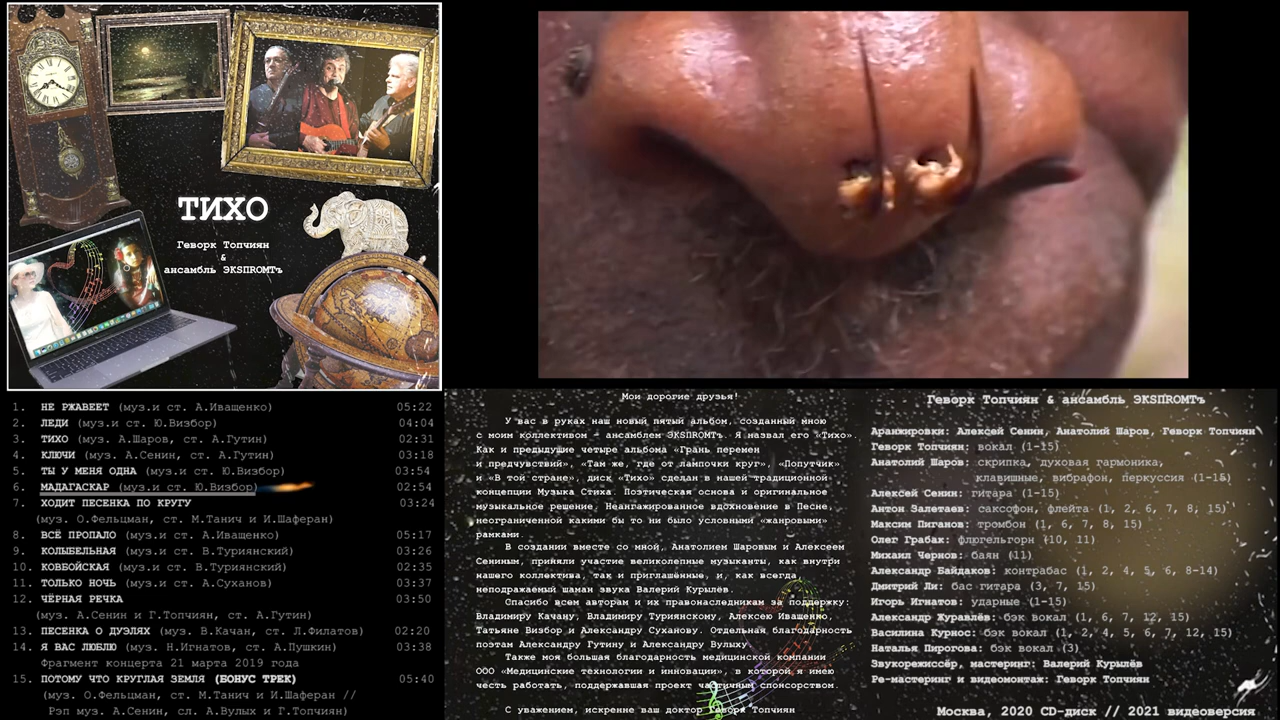 ТИХО
Геворк Топчиян
&
ансамбль ЭКSПRОМТъ
1. НЕ РЖАВЕЕТ (муз.и ст. А.Иващенко) 05:22
2. ЛЕДИ (муз.и ст. Ю.Визбор) 04:04
3. ТИХО (муз. А.Шаров, ст. А.Гутин) 02:31
4. КЛЮЧИ (муз. А.Сенин, ст. А.Гутин) 03:18
5. ТЫ У МЕНЯ ОДНА (муз.и ст. Ю.Визбор) 03:54
6. МАДАГАСКАР (муз.и ст. Ю.Визбор) 02:54
7. ХОДИТ ПЕСЕНКА ПО КРУГУ 03:24
(муз. О.Фельцман, ст. М.Танич и И.Шаферан)
8. ВСЁ ПРОПАЛО (муз.и ст. А.Иващенко) 05:17
9. КОЛЫБЕЛЬНАЯ (муз.и ст. В.Туриянский) 03:26
10. КОВБОЙСКАЯ (муз.и ст. В.Туриянский) 02:35
11. ТОЛЬКО НОЧЬ (муз.и ст. А.Суханов) 03:37
12. ЧЁРНАЯ РЕЧКА 03:50
(муз. А.Сенин и Г.Топчиян, ст. А.Гутин)
13. ПЕСЕНКА О ДУЭЛЯХ (муз. В.Качан, ст. Л.Филатов) 02:20
14. Я ВАС ЛЮБЛЮ (муз. Н.Игнатов, ст. А.Пушкин) 03:38
Фрагмент концерта 21 марта 2019 года
15. ПОТОМУ ЧТО КРУГЛАЯ ЗЕМЛЯ (БОНУС ТРЕК) 05:40
(муз. О.Фельцман, ст. М.Танич и И.Шаферан //
Рэп муз. А.Сенин, сл. А.Вулых и Г.Топчиян)
Мои дорогие друзья!
У вас в руках наш новый пятый альбом, созданный мною
с моим коллективом – ансамблем ЭКSПRОМТъ. Я назвал его «Тихо».
Как и предыдущие четыре альбома «Грань перемен
и предчувствий», «Там же, где от лампочки круг», «Попутчик»
и «В той стране», диск «Тихо» сделан в нашей традиционной
концепции Музыка Стиха. Поэтическая основа и оригинальное
музыкальное решение. Неангажированное вдохновение в Песне,
неограниченной какими бы то ни было условными «жанровыми»
рамками.
В создании вместе со мной, Анатолием Шаровым и Алексеем
Сениным, приняли участие великолепные музыканты, как внутри
нашего коллектива, так и приглашённые, и, как всегда,
неподражаемый шаман звука Валерий Курылёв.
Спасибо всем авторам и их правонаследникам за поддержку:
Владимиру Качану, Владимиру Туриянскому, Алексею Иващенко,
Татьяне Визбор и Александру Суханову. Отдельная благодарность
поэтам Александру Гутину и Александру Вулыху
Также моя большая благодарность медицинской компании
ООО «Медицинские технологии и инновации», в которой я имею
честь работать, поддержавшая проект частичным спонсорством.
С уважением, искренне ваш доктор Геворк Топчиян
Геворк Топчиян & ансамбль ЭКSПRОМТъ
Аранжировки: Алексей Сенин, Анатолий Шаров, Геворк Топчиян
Геворк Топчиян: вокал (1-15)
Анатолий Шаров: скрипка, духовая гармоника,
клавишные, вибрафон, перкуссия (1-15)
Алексей Сенин: гитара (1-15)
Антон Залетаев: саксофон, флейта (1, 2, 6, 7, 8, 15)
Максим Пиганов: тромбон (1, 6, 7, 8, 15)
Олег Грабак: флюгельгорн (10, 11)
Михаил Чернов: баян (11)
Александр Байдаков: контрабас (1, 2, 4, 5, 6, 8-14)
Дмитрий Ли: бас гитара (3, 7, 15)
Игорь Игнатов: ударные (1-15)
Александр Журавлёв: бэк вокал (1, 6, 7, 12, 15)
Василина Курнос: бэк вокал (1, 2, 4, 5, 6, 7, 12, 15)
Наталья Пирогова: бэк вокал (3)
Звукорежиссёр, мастеринг: Валерий Курылёв
Ре-мастеринг и видеомонтаж: Геворк Топчиян
Москва, 2020 CD-диск // 2021 видеоверсия